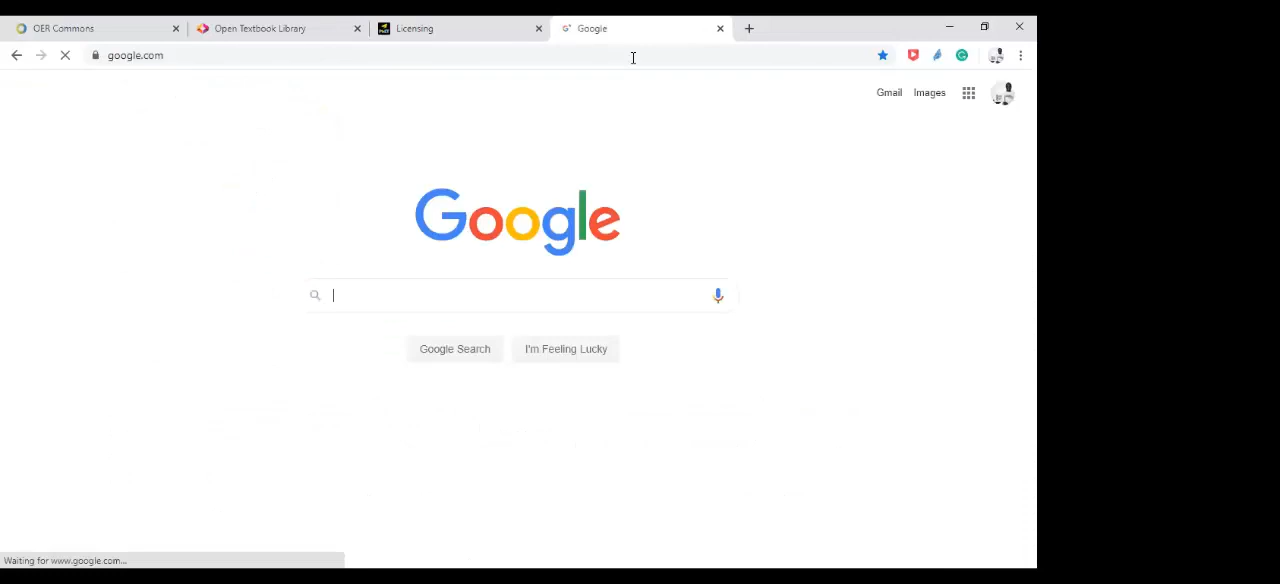 OER Commons
Open Textbook Library
Licensing
Google
google.com
Gmail
Images
Google
Google Search
I'm Feeling Lucky
Waiting for www.google.com...